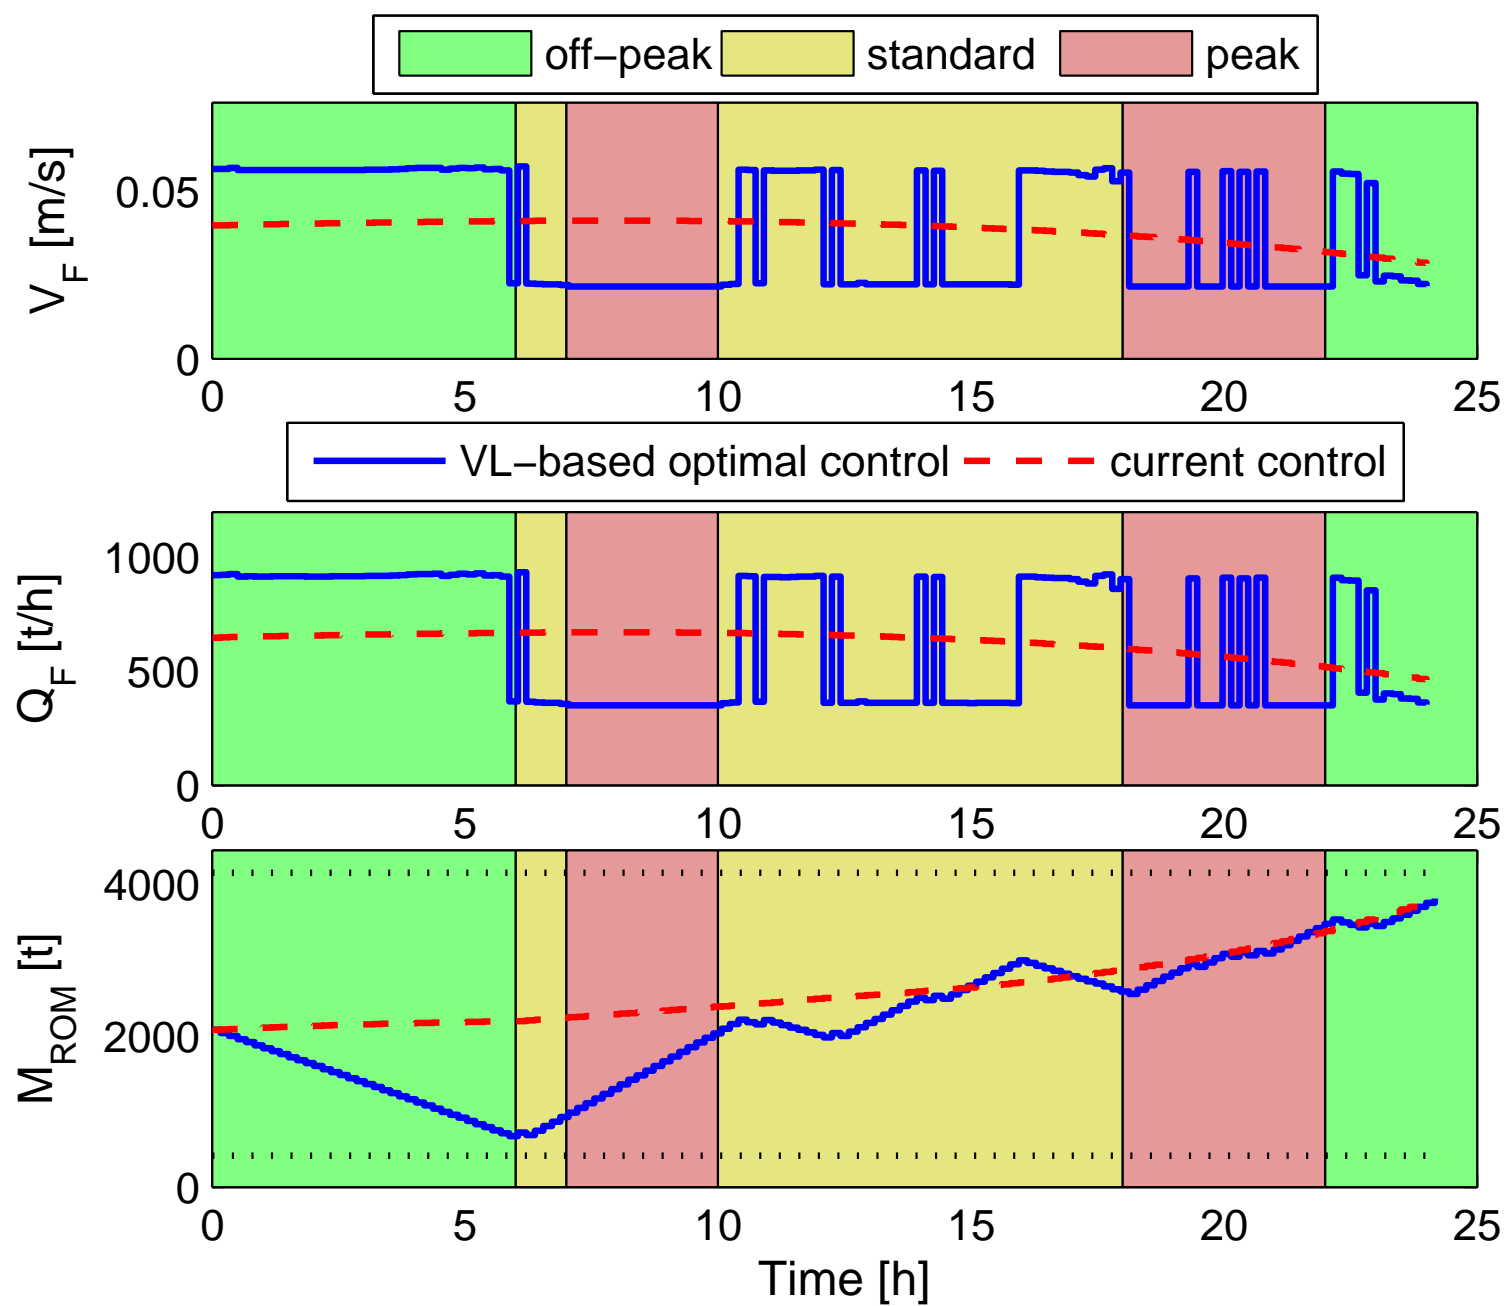 off−peak standard peak
V_F [m/s]
0.05
0
0 5 10 15 20 25
VL−based optimal control current control
Q_F [t/h]
1000
500
0
0 5 10 15 20 25
M_ROM [t]
4000
2000
0
0 5 10 15 20 25
Time [h]